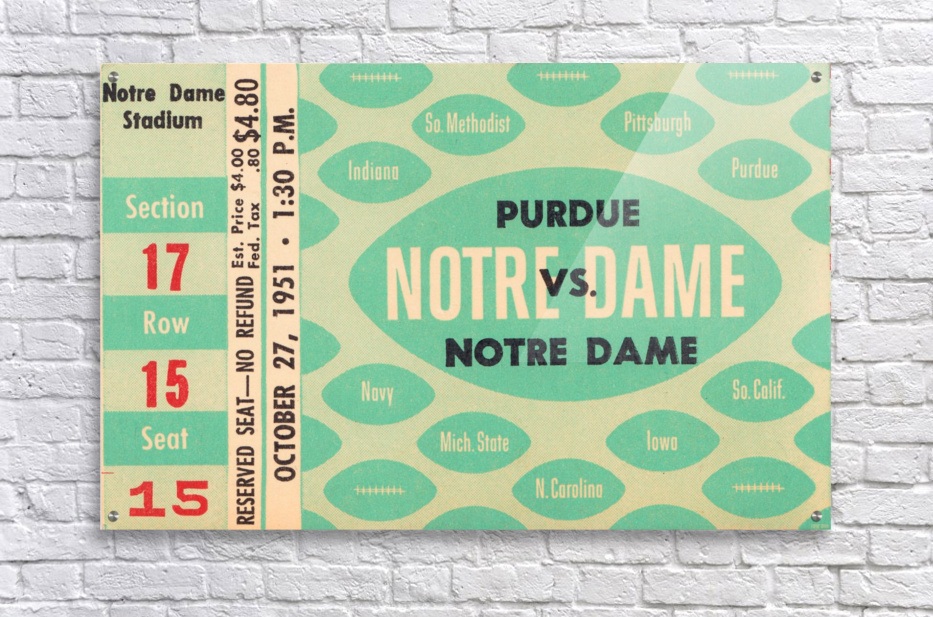 Notre Dame
Stadium
Section
17
Row
15
Seat
15
RESERVED SEAT—NO REFUND Est. Price $4.00 $4.80
Fed. Tax .80
OCTOBER 27, 1951 • 1:30 P.M.
So. Methodist
Pittsburgh
Indiana
Purdue
PURDUE
NOTRE DAME
VS.
NOTRE DAME
Navy
So. Calif.
Mich. State
Iowa
N. Carolina